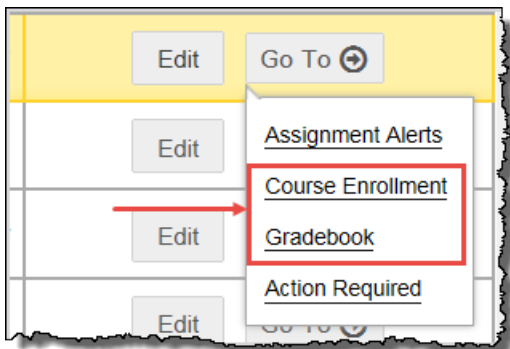 Edit Go To
Assignment Alerts
Edit
Course Enrollment
Edit
Gradebook
Action Required
Edit Go To